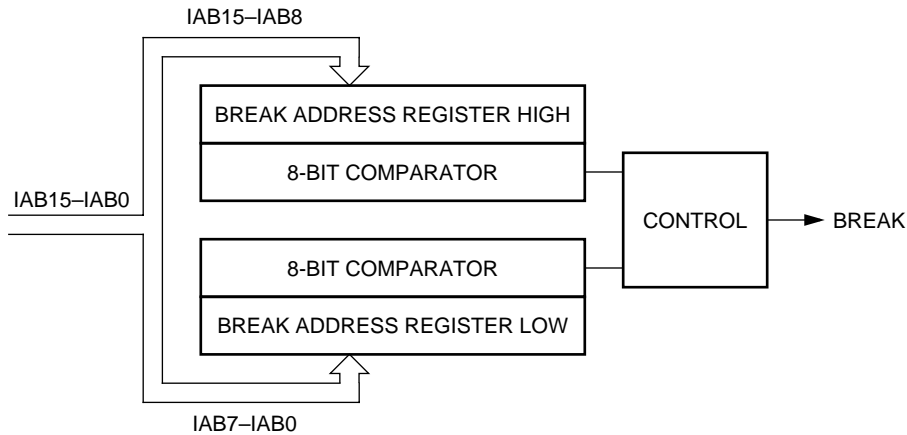 IAB15–IAB8
BREAK ADDRESS REGISTER HIGH
8-BIT COMPARATOR
IAB15–IAB0
CONTROL
BREAK
8-BIT COMPARATOR
BREAK ADDRESS REGISTER LOW
IAB7–IAB0